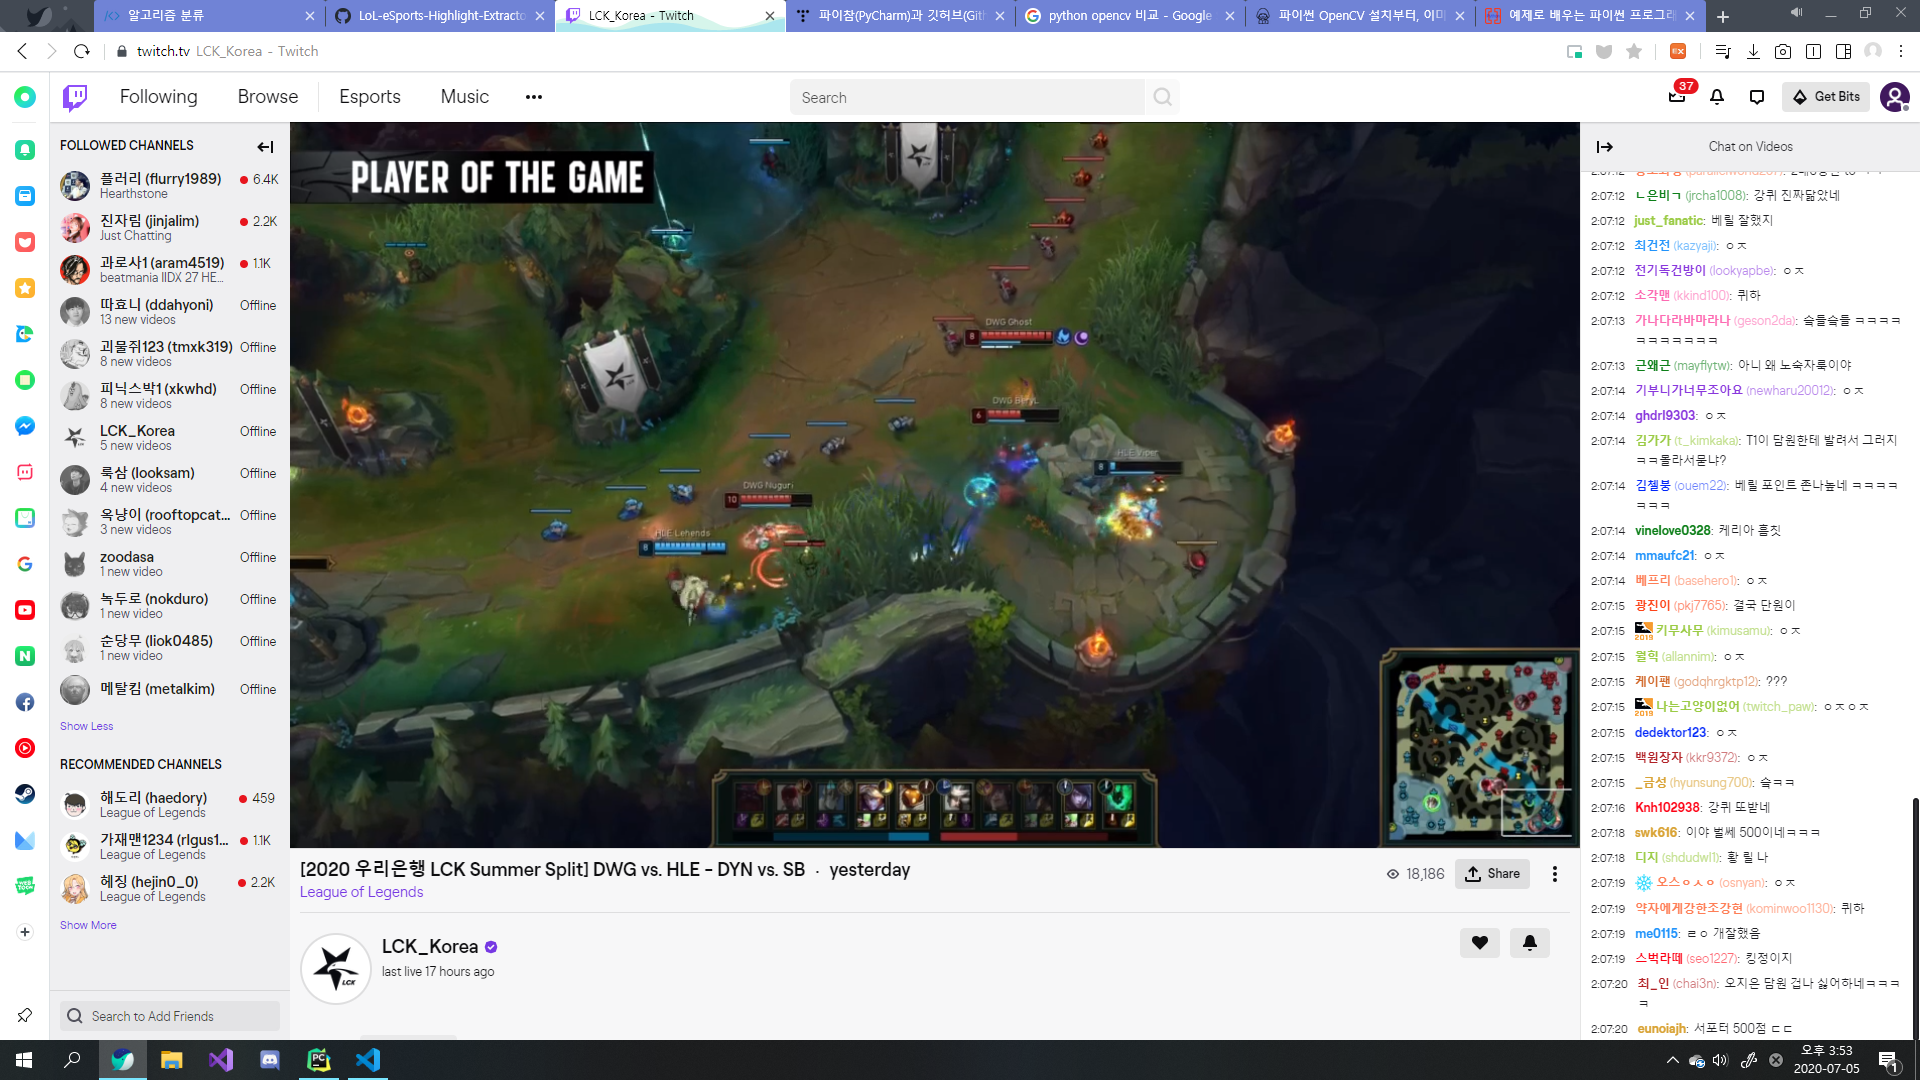 알고리즘 분류
LoL-eSports-Highlight-Extracto
LCK_Korea - Twitch
파이참(PyCharm)과 깃허브(Gith
python opencv 비교 - Google
파이썬 OpenCV 설치부터, 이미
예제로 배우는 파이썬 프로그래
twitch.tv LCK_Korea - Twitch
Following
Browse
Esports
Music
Search
37
Get Bits
FOLLOWED CHANNELS
플러리 (flurry1989)
6.4K
Hearthstone
진자림 (jinjalim)
2.2K
Just Chatting
과로사1 (aram4519)
1.1K
beatmania IIDX 27 HE...
따효니 (ddahyoni)
Offline
13 new videos
괴물쥐123 (tmxk319)
Offline
8 new videos
피닉스박1 (xkwhd)
Offline
8 new videos
LCK_Korea
Offline
5 new videos
룩삼 (looksam)
Offline
4 new videos
옥냥이 (rooftopcat...
Offline
3 new videos
zoodasa
Offline
1 new video
녹두로 (nokduro)
Offline
1 new video
순당무 (liok0485)
Offline
1 new video
메탈킴 (metalkim)
Offline
Show Less
RECOMMENDED CHANNELS
해도리 (haedory)
459
League of Legends
가재맨1234 (rlgus1...
1.1K
League of Legends
헤징 (hejin0_0)
2.2K
League of Legends
Show More
Search to Add Friends
PLAYER OF THE GAME
DWG Ghost
8
DWG BeryL
6
HLE Viper
8
DWG Nuguri
10
HLE Lehends
8
[2020 우리은행 LCK Summer Split] DWG vs. HLE - DYN vs. SB · yesterday
League of Legends
18,186
Share
LCK_Korea
last live 17 hours ago
LCK
Chat on Videos
2:07:12 ㄴ은비ㄱ (jrcha1008): 강퀴 진짜닮았네
2:07:12 just_fanatic: 베릴 잘했지
2:07:12 최건전 (kazyaji): ㅇㅈ
2:07:12 전기독건방이 (lookyapbe): ㅇㅈ
2:07:12 소각맨 (kkind100): 퀴하
2:07:13 가나다라바마라나 (geson2da): 슬들슬들 ㅋㅋㅋㅋ
ㅋㅋㅋㅋㅋㅋㅋ
2:07:13 근왜근 (mayflytw): 아니 왜 노숙자룩이야
2:07:14 기부니가너무조아요 (newharu20012): ㅇㅈ
2:07:14 ghdrl9303: ㅇㅈ
2:07:14 김가가 (t_kimkaka): T1이 담원한테 발려서 그러지
ㅋㅋ몰라서묻냐?
2:07:14 김첼봉 (ouem22): 베릴 포인트 존나높네 ㅋㅋㅋㅋ
ㅋㅋㅋ
2:07:14 vinelove0328: 케리아 흠칫
2:07:14 mmaufc21: ㅇㅈ
2:07:14 베프리 (basehero1): ㅇㅈ
2:07:15 광진이 (pkj7765): 결국 단원이
2:07:15 2019 키무사무 (kimusamu): ㅇㅈ
2:07:15 월헉 (allannim): ㅇㅈ
2:07:15 케이팬 (godqhrgktp12): ???
2:07:15 2019 나는고양이없어 (twitch_paw): ㅇㅈㅇㅈ
2:07:15 dedektor123: ㅇㅈ
2:07:15 백원장자 (kkr9372): ㅇㅈ
2:07:15 _금성 (hyunsung700): 슬ㅋㅋ
2:07:16 Knh102938: 강퀴 또받네
2:07:18 swk616: 이야 벌써 500이네ㅋㅋㅋ
2:07:18 디지 (shdudwl1): 황 릴 나
2:07:19 오스ㅇㅅㅇ (osnyan): ㅇㅈ
2:07:19 약자에게강한조강현 (kominwoo1130): 퀴하
2:07:19 me0115: ㄹㅇ 개잘했음
2:07:19 스벅라떼 (seo1227): 킹정이지
2:07:20 최_인 (chai3n): 오지은 담원 겁나 싫어하네ㅋㅋㅋ
ㅋ
2:07:20 eunoiajh: 서포터 500점 ㄷㄷ
오후 3:53
2020-07-05
1